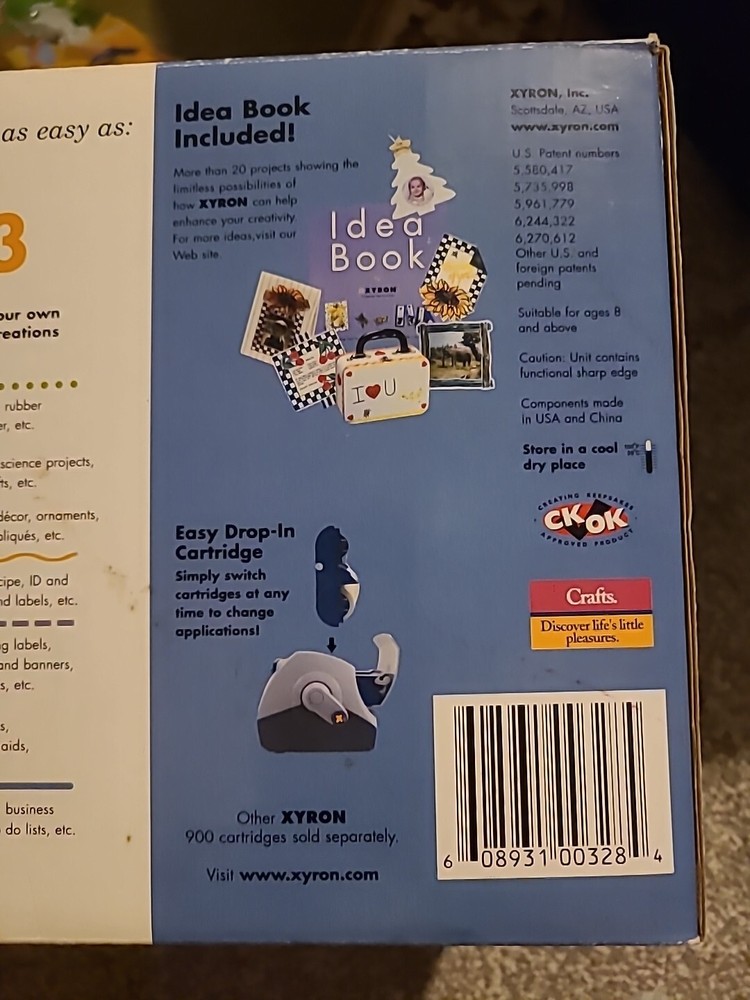 as easy as:
3
our own
eations
rubber
r, etc.
science projects,
ts, etc.
décor, ornaments,
pliqués, etc.
cipe, ID and
nd labels, etc.
g labels,
and banners,
s, etc.
s,
aids,
business
do lists, etc.
Idea Book
Included!
More than 20 projects showing the
limitless possibilities of
how XYRON can help
enhance your creativity.
For more ideas,visit our
Web site.
Idea
Book
XYRON
I ♥ U
Easy Drop-In
Cartridge
Simply switch
cartridges at any
time to change
applications!
Other XYRON
900 cartridges sold separately.
Visit www.xyron.com
XYRON, Inc.
Scottsdale, AZ, USA
www.xyron.com
U.S. Patent numbers
5,580,417
5,735,998
5,961,779
6,244,322
6,270,612
Other U.S. and
foreign patents
pending
Suitable for ages 8
and above
Caution: Unit contains
functional sharp edge
Components made
in USA and China
Store in a cool
dry place
CREATING KEEPSAKES
CK OK
APPROVED PRODUCT
Crafts.
Discover life's little
pleasures.
6 08931 00328 4